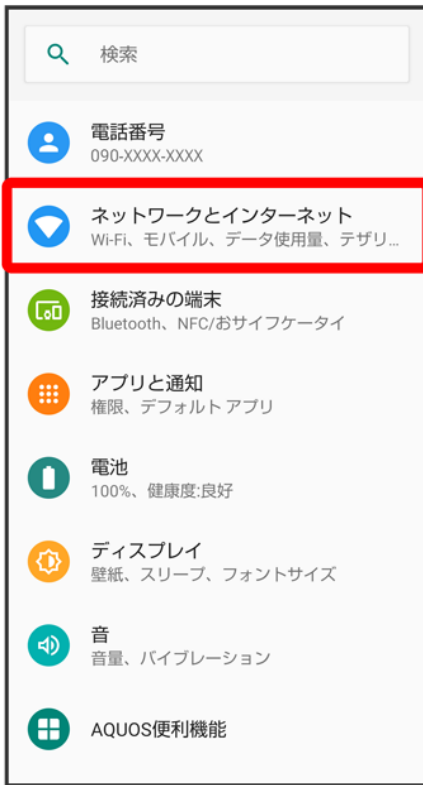 検索
電話番号
090-XXXX-XXXX
ネットワークとインターネット
Wi-Fi、モバイル、データ使用量、テザリ...
接続済みの端末
Bluetooth、NFC/おサイフケータイ
アプリと通知
権限、デフォルト アプリ
電池
100%、健康度:良好
ディスプレイ
壁紙、スリープ、フォントサイズ
音
音量、バイブレーション
AQUOS便利機能